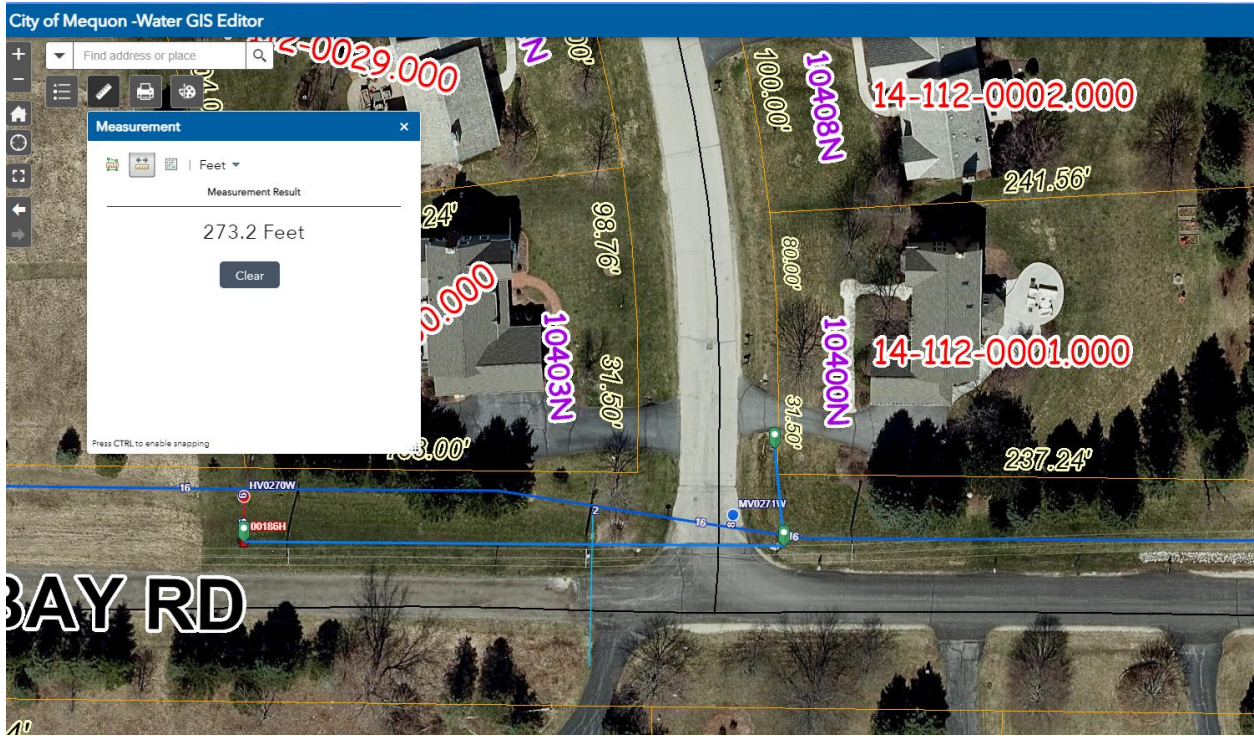 City of Mequon -Water GIS Editor
Find address or place
Measurement
Feet
Measurement Result
273.2 Feet
Clear
Press CTRL to enable snapping
-0029.000
N
100.00'
10408N
14-112-0002.000
241.56'
24'
98.76'
80.00'
10403N
31.50'
10400N
14-112-0001.000
31.50'
.00'
237.24'
16
HV0270W
00186H
2
16
MV0271W
8
16
BAY RD
4'